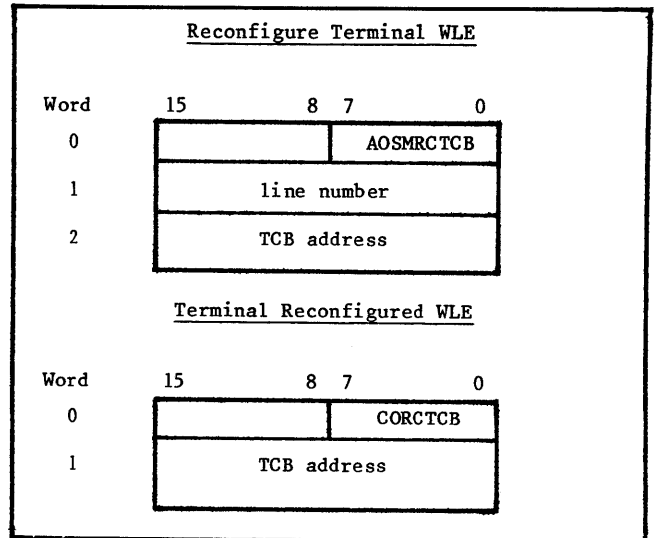 Reconfigure Terminal WLE
Word 15 8 7 0
0 AOSMRCTCB
1 line number
2 TCB address
Terminal Reconfigured WLE
Word 15 8 7 0
0 CORCTCB
1 TCB address